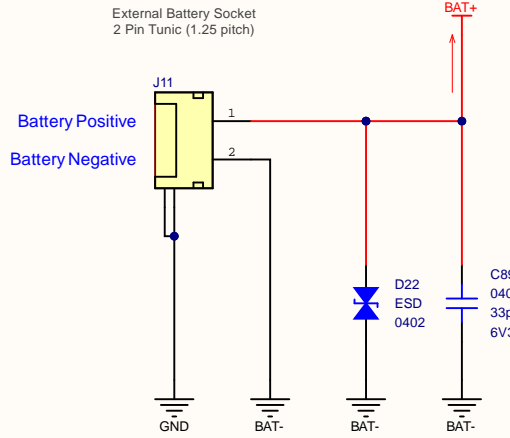 External Battery Socket
2 Pin Tunic (1.25 pitch)
BAT+
J11
Battery Positive
1
Battery Negative
2
D22
ESD
0402
GND
BAT-
BAT-
BAT-